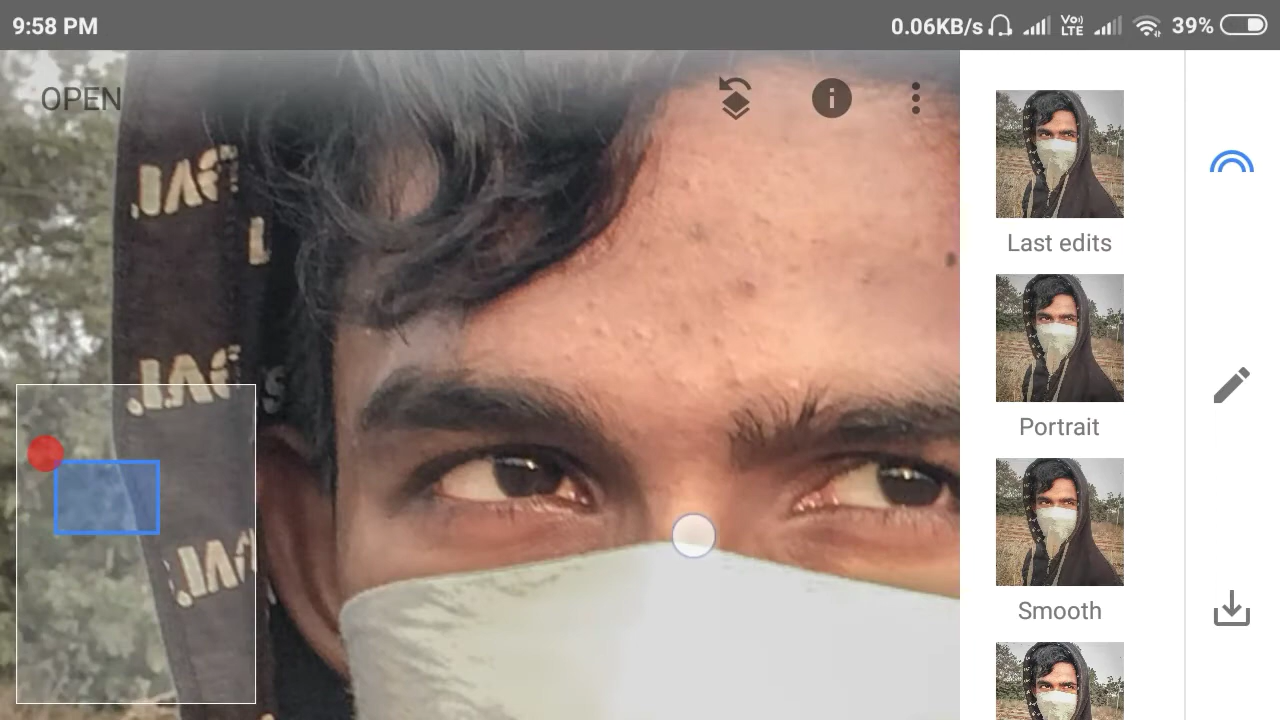 9:58 PM
0.06KB/s Vo) LTE 39%
OPEN
Last edits
Portrait
Smooth